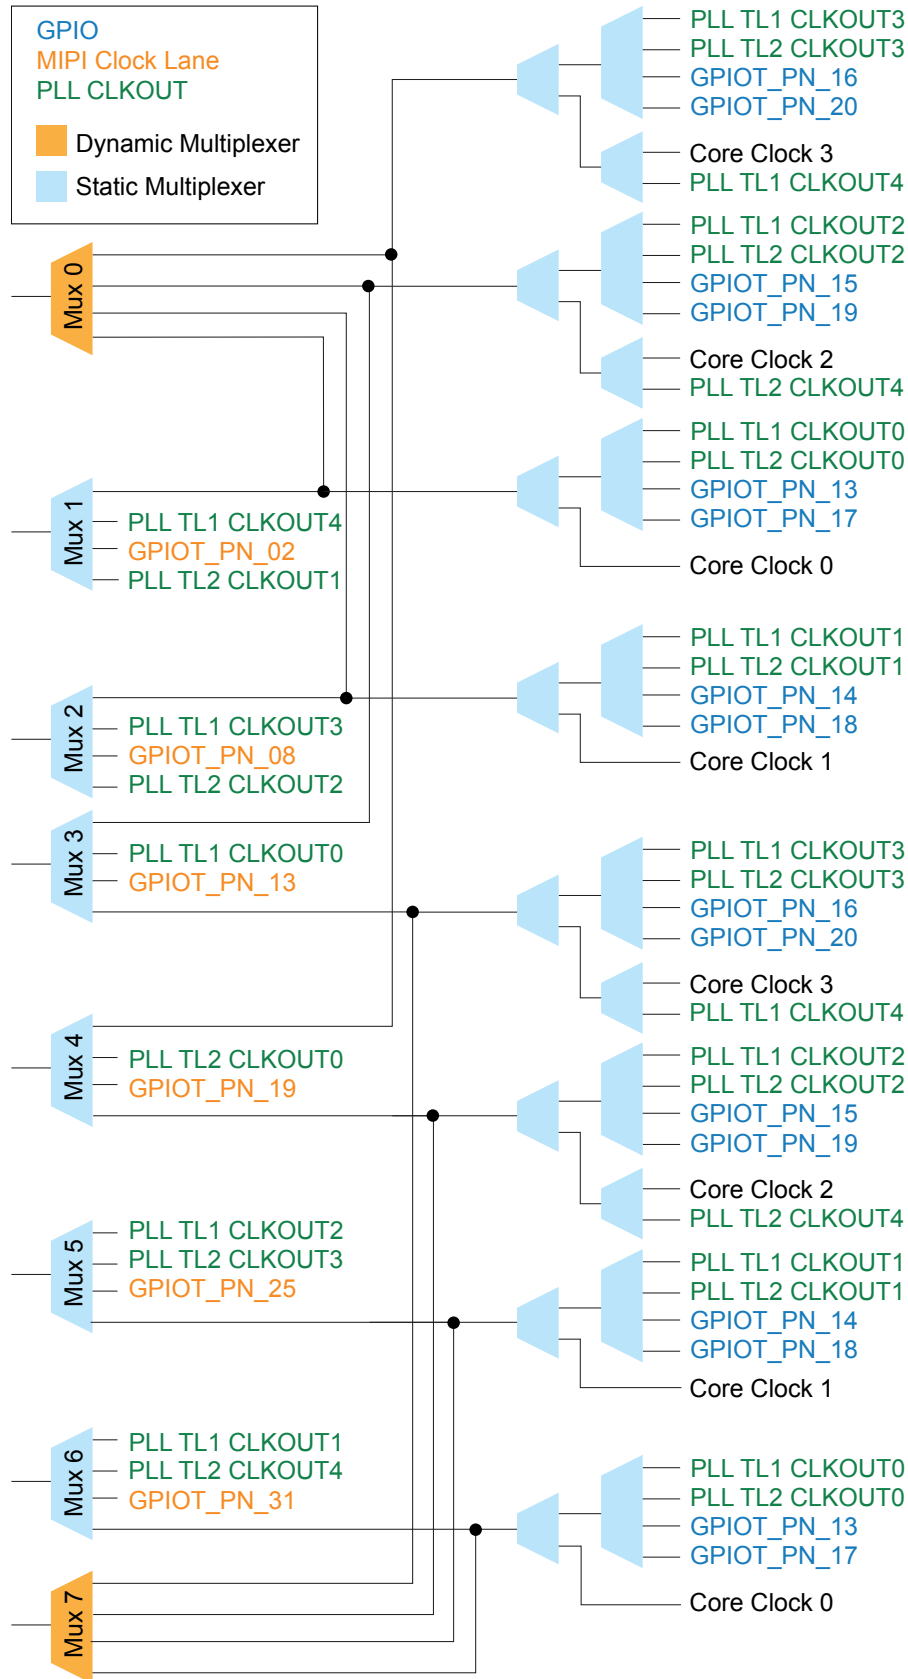 GPIO
MIPI Clock Lane
PLL CLKOUT
Dynamic Multiplexer
Static Multiplexer
PLL TL1 CLKOUT3
PLL TL2 CLKOUT3
GPIOT_PN_16
GPIOT_PN_20
Core Clock 3
PLL TL1 CLKOUT4
Mux 0
PLL TL1 CLKOUT2
PLL TL2 CLKOUT2
GPIOT_PN_15
GPIOT_PN_19
Core Clock 2
PLL TL2 CLKOUT4
PLL TL1 CLKOUT0
PLL TL2 CLKOUT0
GPIOT_PN_13
GPIOT_PN_17
Core Clock 0
Mux 1
PLL TL1 CLKOUT4
GPIOT_PN_02
PLL TL2 CLKOUT1
PLL TL1 CLKOUT1
PLL TL2 CLKOUT1
GPIOT_PN_14
GPIOT_PN_18
Core Clock 1
Mux 2
PLL TL1 CLKOUT3
GPIOT_PN_08
PLL TL2 CLKOUT2
Mux 3
PLL TL1 CLKOUT0
GPIOT_PN_13
PLL TL1 CLKOUT3
PLL TL2 CLKOUT3
GPIOT_PN_16
GPIOT_PN_20
Core Clock 3
PLL TL1 CLKOUT4
Mux 4
PLL TL2 CLKOUT0
GPIOT_PN_19
PLL TL1 CLKOUT2
PLL TL2 CLKOUT2
GPIOT_PN_15
GPIOT_PN_19
Core Clock 2
PLL TL2 CLKOUT4
Mux 5
PLL TL1 CLKOUT2
PLL TL2 CLKOUT3
GPIOT_PN_25
PLL TL1 CLKOUT1
PLL TL2 CLKOUT1
GPIOT_PN_14
GPIOT_PN_18
Core Clock 1
Mux 6
PLL TL1 CLKOUT1
PLL TL2 CLKOUT4
GPIOT_PN_31
PLL TL1 CLKOUT0
PLL TL2 CLKOUT0
GPIOT_PN_13
GPIOT_PN_17
Core Clock 0
Mux 7